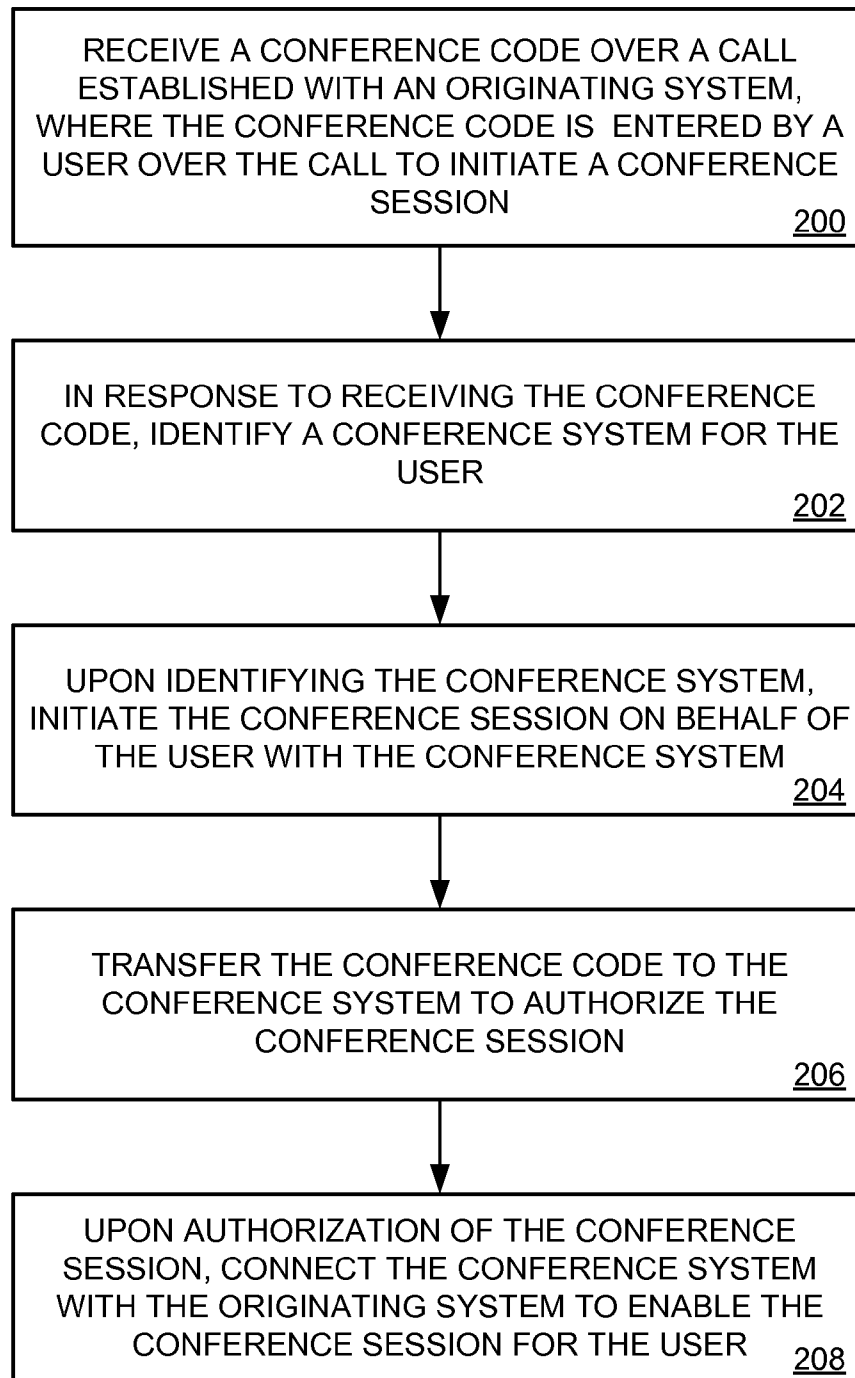 RECEIVE A CONFERENCE CODE OVER A CALL
ESTABLISHED WITH AN ORIGINATING SYSTEM,
WHERE THE CONFERENCE CODE IS ENTERED BY A
USER OVER THE CALL TO INITIATE A CONFERENCE
SESSION
200
IN RESPONSE TO RECEIVING THE CONFERENCE
CODE, IDENTIFY A CONFERENCE SYSTEM FOR THE
USER
202
UPON IDENTIFYING THE CONFERENCE SYSTEM,
INITIATE THE CONFERENCE SESSION ON BEHALF OF
THE USER WITH THE CONFERENCE SYSTEM
204
TRANSFER THE CONFERENCE CODE TO THE
CONFERENCE SYSTEM TO AUTHORIZE THE
CONFERENCE SESSION
206
UPON AUTHORIZATION OF THE CONFERENCE
SESSION, CONNECT THE CONFERENCE SYSTEM
WITH THE ORIGINATING SYSTEM TO ENABLE THE
CONFERENCE SESSION FOR THE USER
208